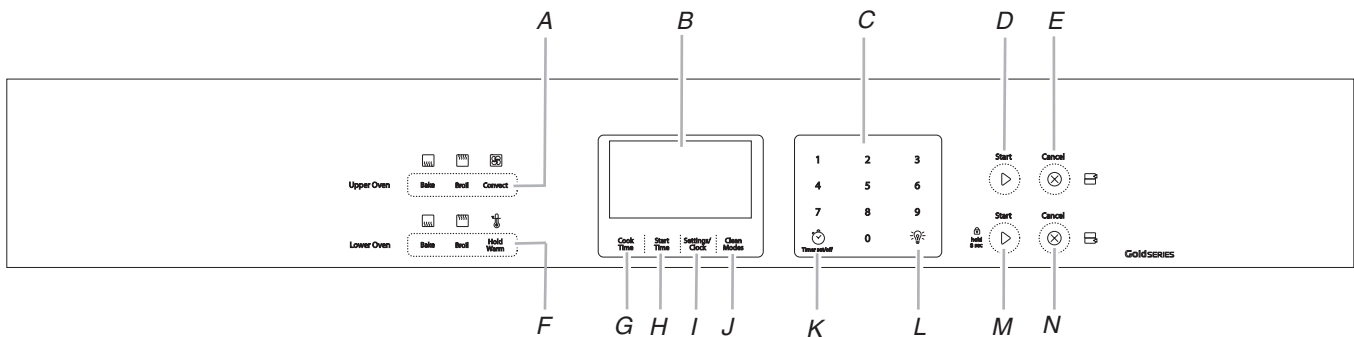 A B C D E
1 2 3 Start Cancel
Upper Oven Bake Broil Convect 4 5 6
7 8 9 Start Cancel
Lower Oven Bake Broil Hold Warm
Cook Time Start Time Settings/Clock Clean Modes
Timer set/off 0
hold
GoldSERIES
F G H I J K L M N